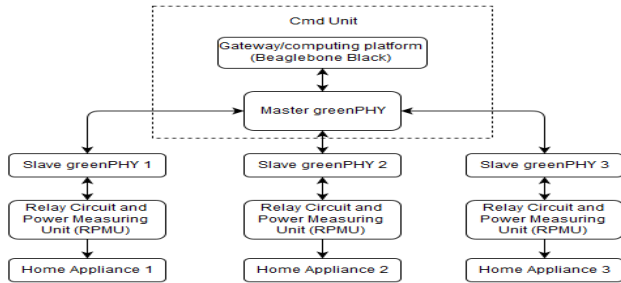 Cmd Unit
Gateway/computing platform
(Beaglebone Black)
Master greenPHY
Slave greenPHY 1
Slave greenPHY 2
Slave greenPHY 3
Relay Circuit and
Power Measuring
Unit (RPMU)
Relay Circuit and
Power Measuring
Unit (RPMU)
Relay Circuit and
Power Measuring
Unit (RPMU)
Home Appliance 1
Home Appliance 2
Home Appliance 3